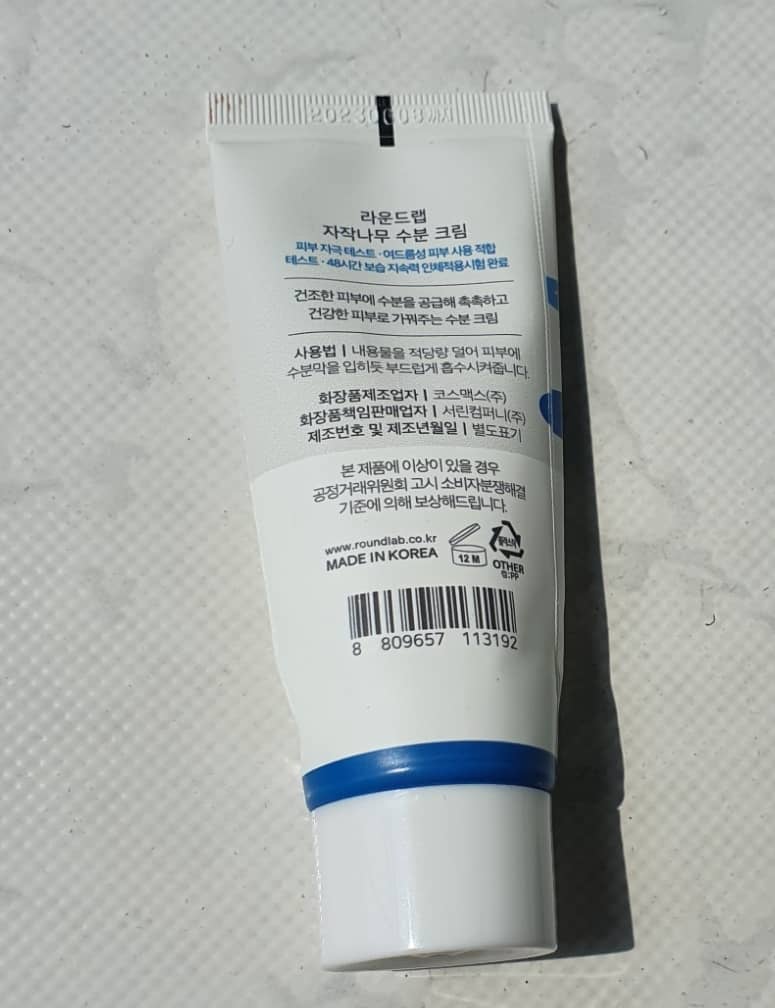 라운드랩
자작나무 수분 크림
피부 자극 테스트 · 여드름성 피부 사용 적합
테스트 · 48시간 보습 지속력 인체적용시험 완료
건조한 피부에 수분을 공급해 촉촉하고
건강한 피부로 가꿔주는 수분 크림
사용법 | 내용물을 적당량 덜어 피부에
수분막을 입히듯 부드럽게 흡수시켜줍니다.
화장품제조업자 | 코스맥스(주)
화장품책임판매업자 | 서린컴퍼니(주)
제조번호 및 제조년월일 | 별도표기
본 제품에 이상이 있을 경우
공정거래위원회 고시 소비자분쟁해결
기준에 의해 보상해드립니다.
www.roundlab.co.kr
MADE IN KOREA
12 M
플라스틱
OTHER
캡:PP
8 809657 113192